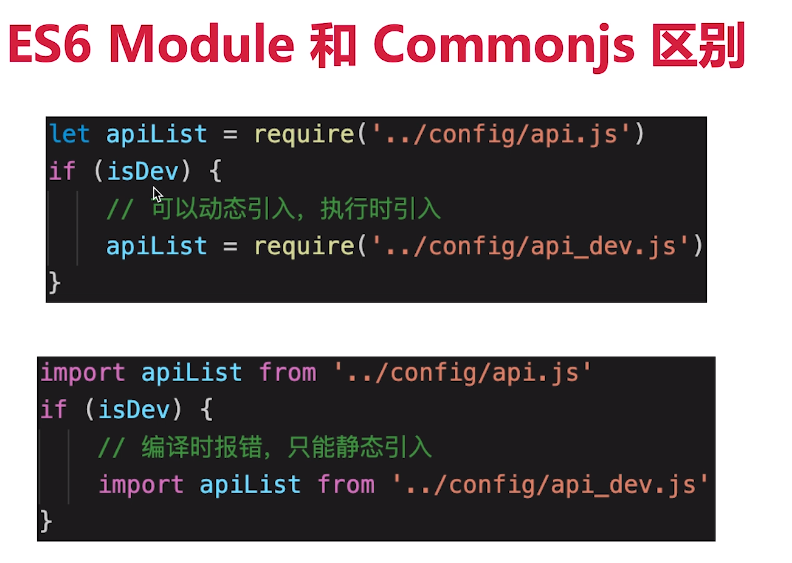 ES6 Module 和 Commonjs 区别
let apiList = require('../config/api.js')
if (isDev) {
// 可以动态引入，执行时引入
apiList = require('../config/api_dev.js')
}
import apiList from '../config/api.js'
if (isDev) {
// 编译时报错，只能静态引入
import apiList from '../config/api_dev.js'
}